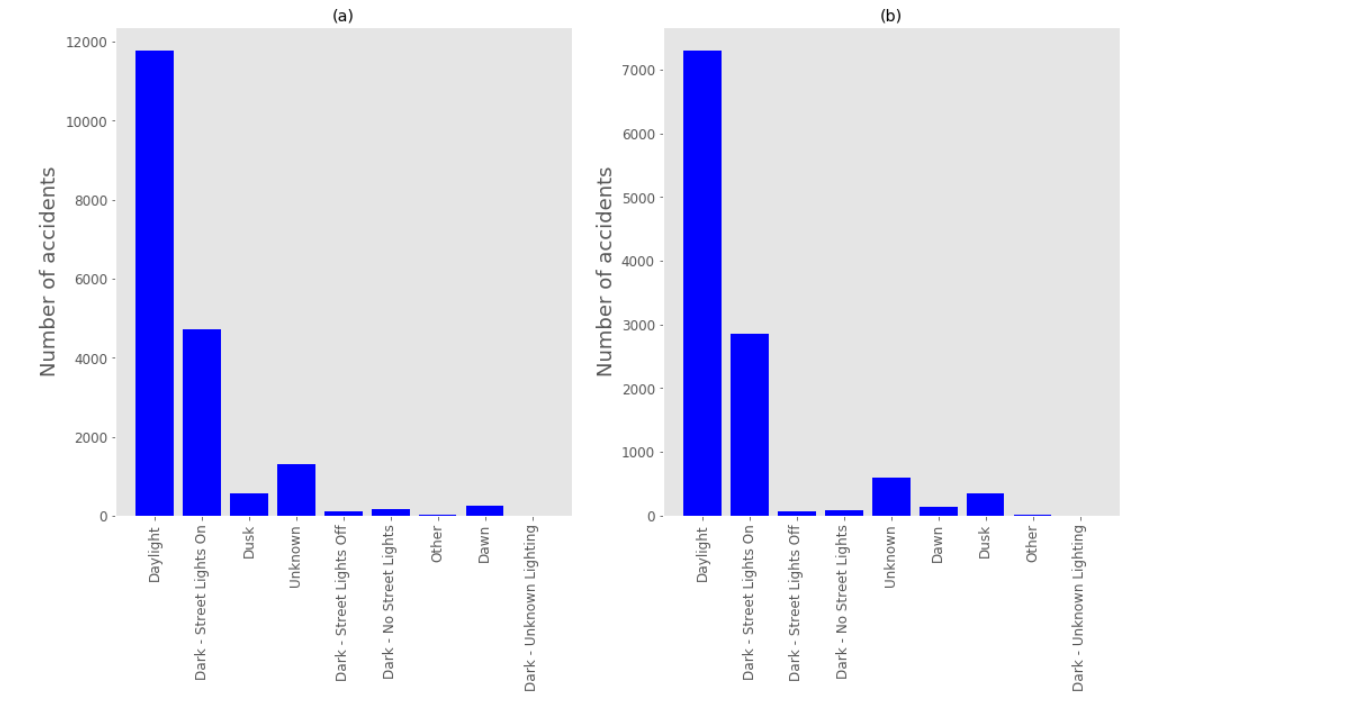 (a)
12000
10000
8000
6000
4000
2000
0
Number of accidents
Daylight
Dark - Street Lights On
Dusk
Unknown
Dark - Street Lights Off
Dark - No Street Lights
Other
Dawn
Dark - Unknown Lighting
(b)
7000
6000
5000
4000
3000
2000
1000
0
Number of accidents
Daylight
Dark - Street Lights On
Dark - Street Lights Off
Dark - No Street Lights
Unknown
Dawn
Dusk
Other
Dark - Unknown Lighting